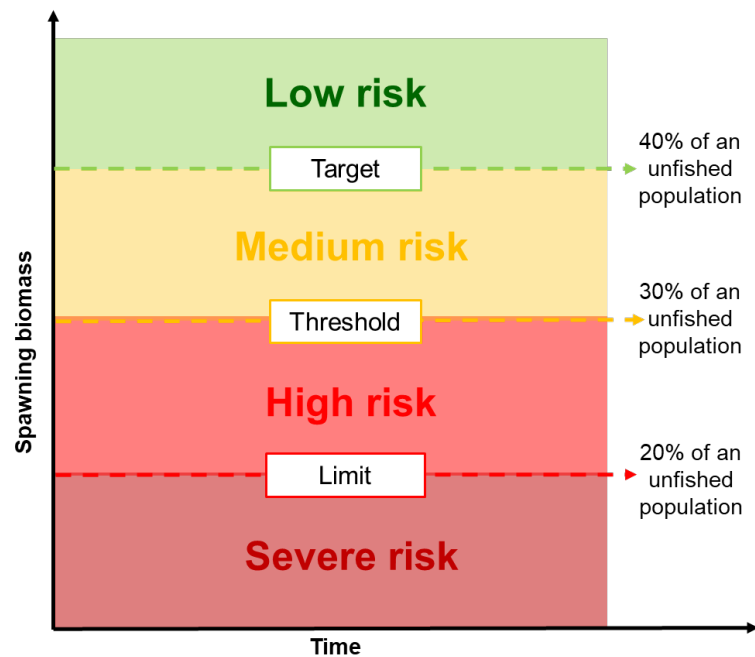 Low risk
40% of an
unfished
population
Target
Medium risk
30% of an
unfished
population
Threshold
High risk
20% of an
unfished
population
Limit
Severe risk
Spawning biomass
Time